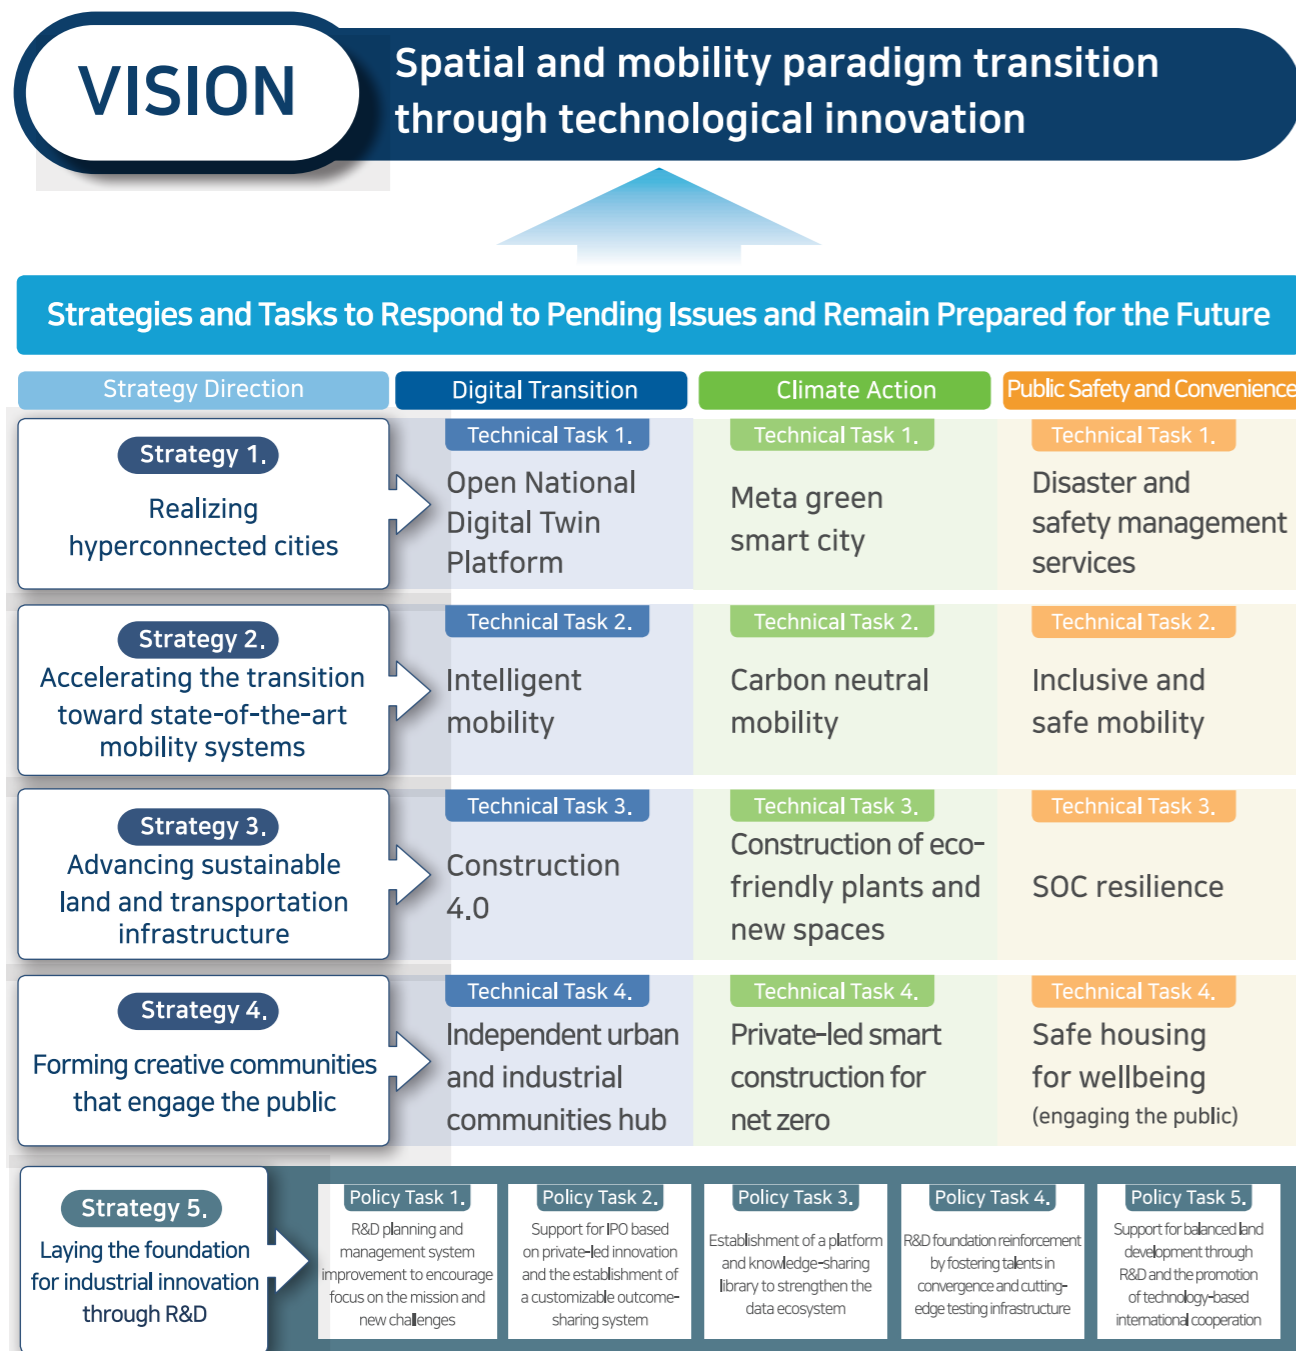 VISION
Spatial and mobility paradigm transition
through technological innovation
Strategies and Tasks to Respond to Pending Issues and Remain Prepared for the Future
Strategy Direction
Digital Transition
Climate Action
Public Safety and Convenience
Strategy 1.
Realizing
hyperconnected cities
Technical Task 1.
Open National
Digital Twin
Platform
Technical Task 1.
Meta green
smart city
Technical Task 1.
Disaster and
safety management
services
Strategy 2.
Accelerating the transition
toward state-of-the-art
mobility systems
Technical Task 2.
Intelligent
mobility
Technical Task 2.
Carbon neutral
mobility
Technical Task 2.
Inclusive and
safe mobility
Strategy 3.
Advancing sustainable
land and transportation
infrastructure
Technical Task 3.
Construction
4.0
Technical Task 3.
Construction of eco-
friendly plants and
new spaces
Technical Task 3.
SOC resilience
Strategy 4.
Forming creative communities
that engage the public
Technical Task 4.
Independent urban
and industrial
communities hub
Technical Task 4.
Private-led smart
construction for
net zero
Technical Task 4.
Safe housing
for wellbeing
(engaging the public)
Strategy 5.
Laying the foundation
for industrial innovation
through R&D
Policy Task 1.
R&D planning and
management system
improvement to encourage
focus on the mission and
new challenges
Policy Task 2.
Support for IPO based
on private-led innovation
and the establishment of
a customizable outcome-
sharing system
Policy Task 3.
Establishment of a platform
and knowledge-sharing
library to strengthen the
data ecosystem
Policy Task 4.
R&D foundation reinforcement
by fostering talents in
convergence and cutting-
edge testing infrastructure
Policy Task 5.
Support for balanced land
development through
R&D and the promotion
of technology-based
international cooperation